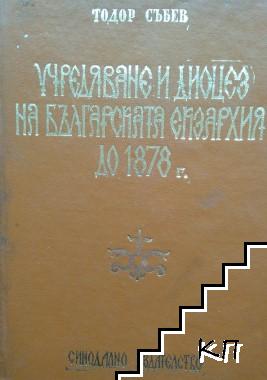 ТОДОР СЪБЕВ
УЧРЕДЯВАНЕ И ДИОЦЕЗ
НА БЪЛГАРСКАТА ЕКЗАРХИЯ
ДО 1878 г.
СИНОДАЛНО ИЗДАТЕЛСТВО
КП